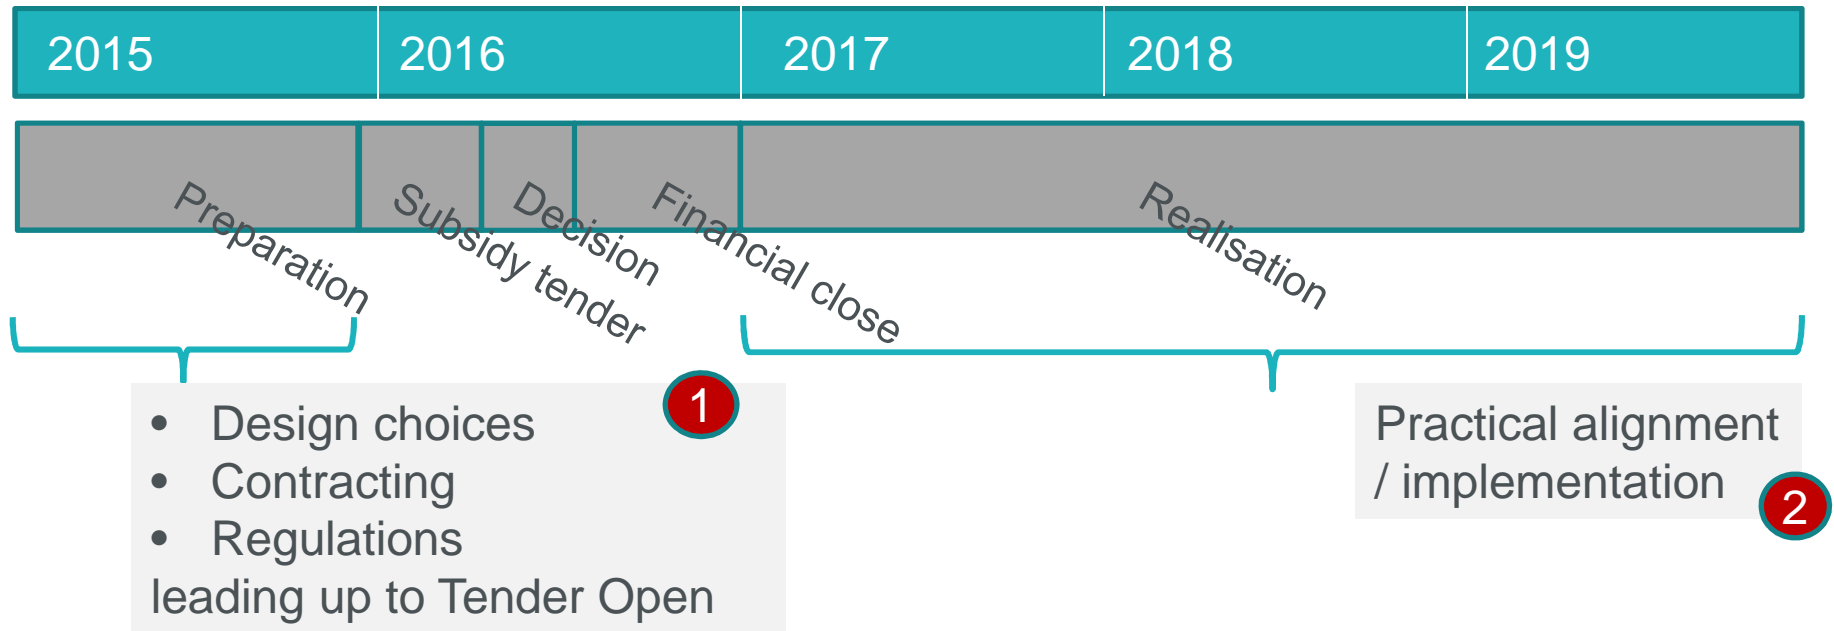 2015
2016
2017
2018
2019
Preparation
Subsidy tender
Decision
Financial close
Realisation
1
• Design choices
• Contracting
• Regulations
leading up to Tender Open
Practical alignment
/ implementation
2